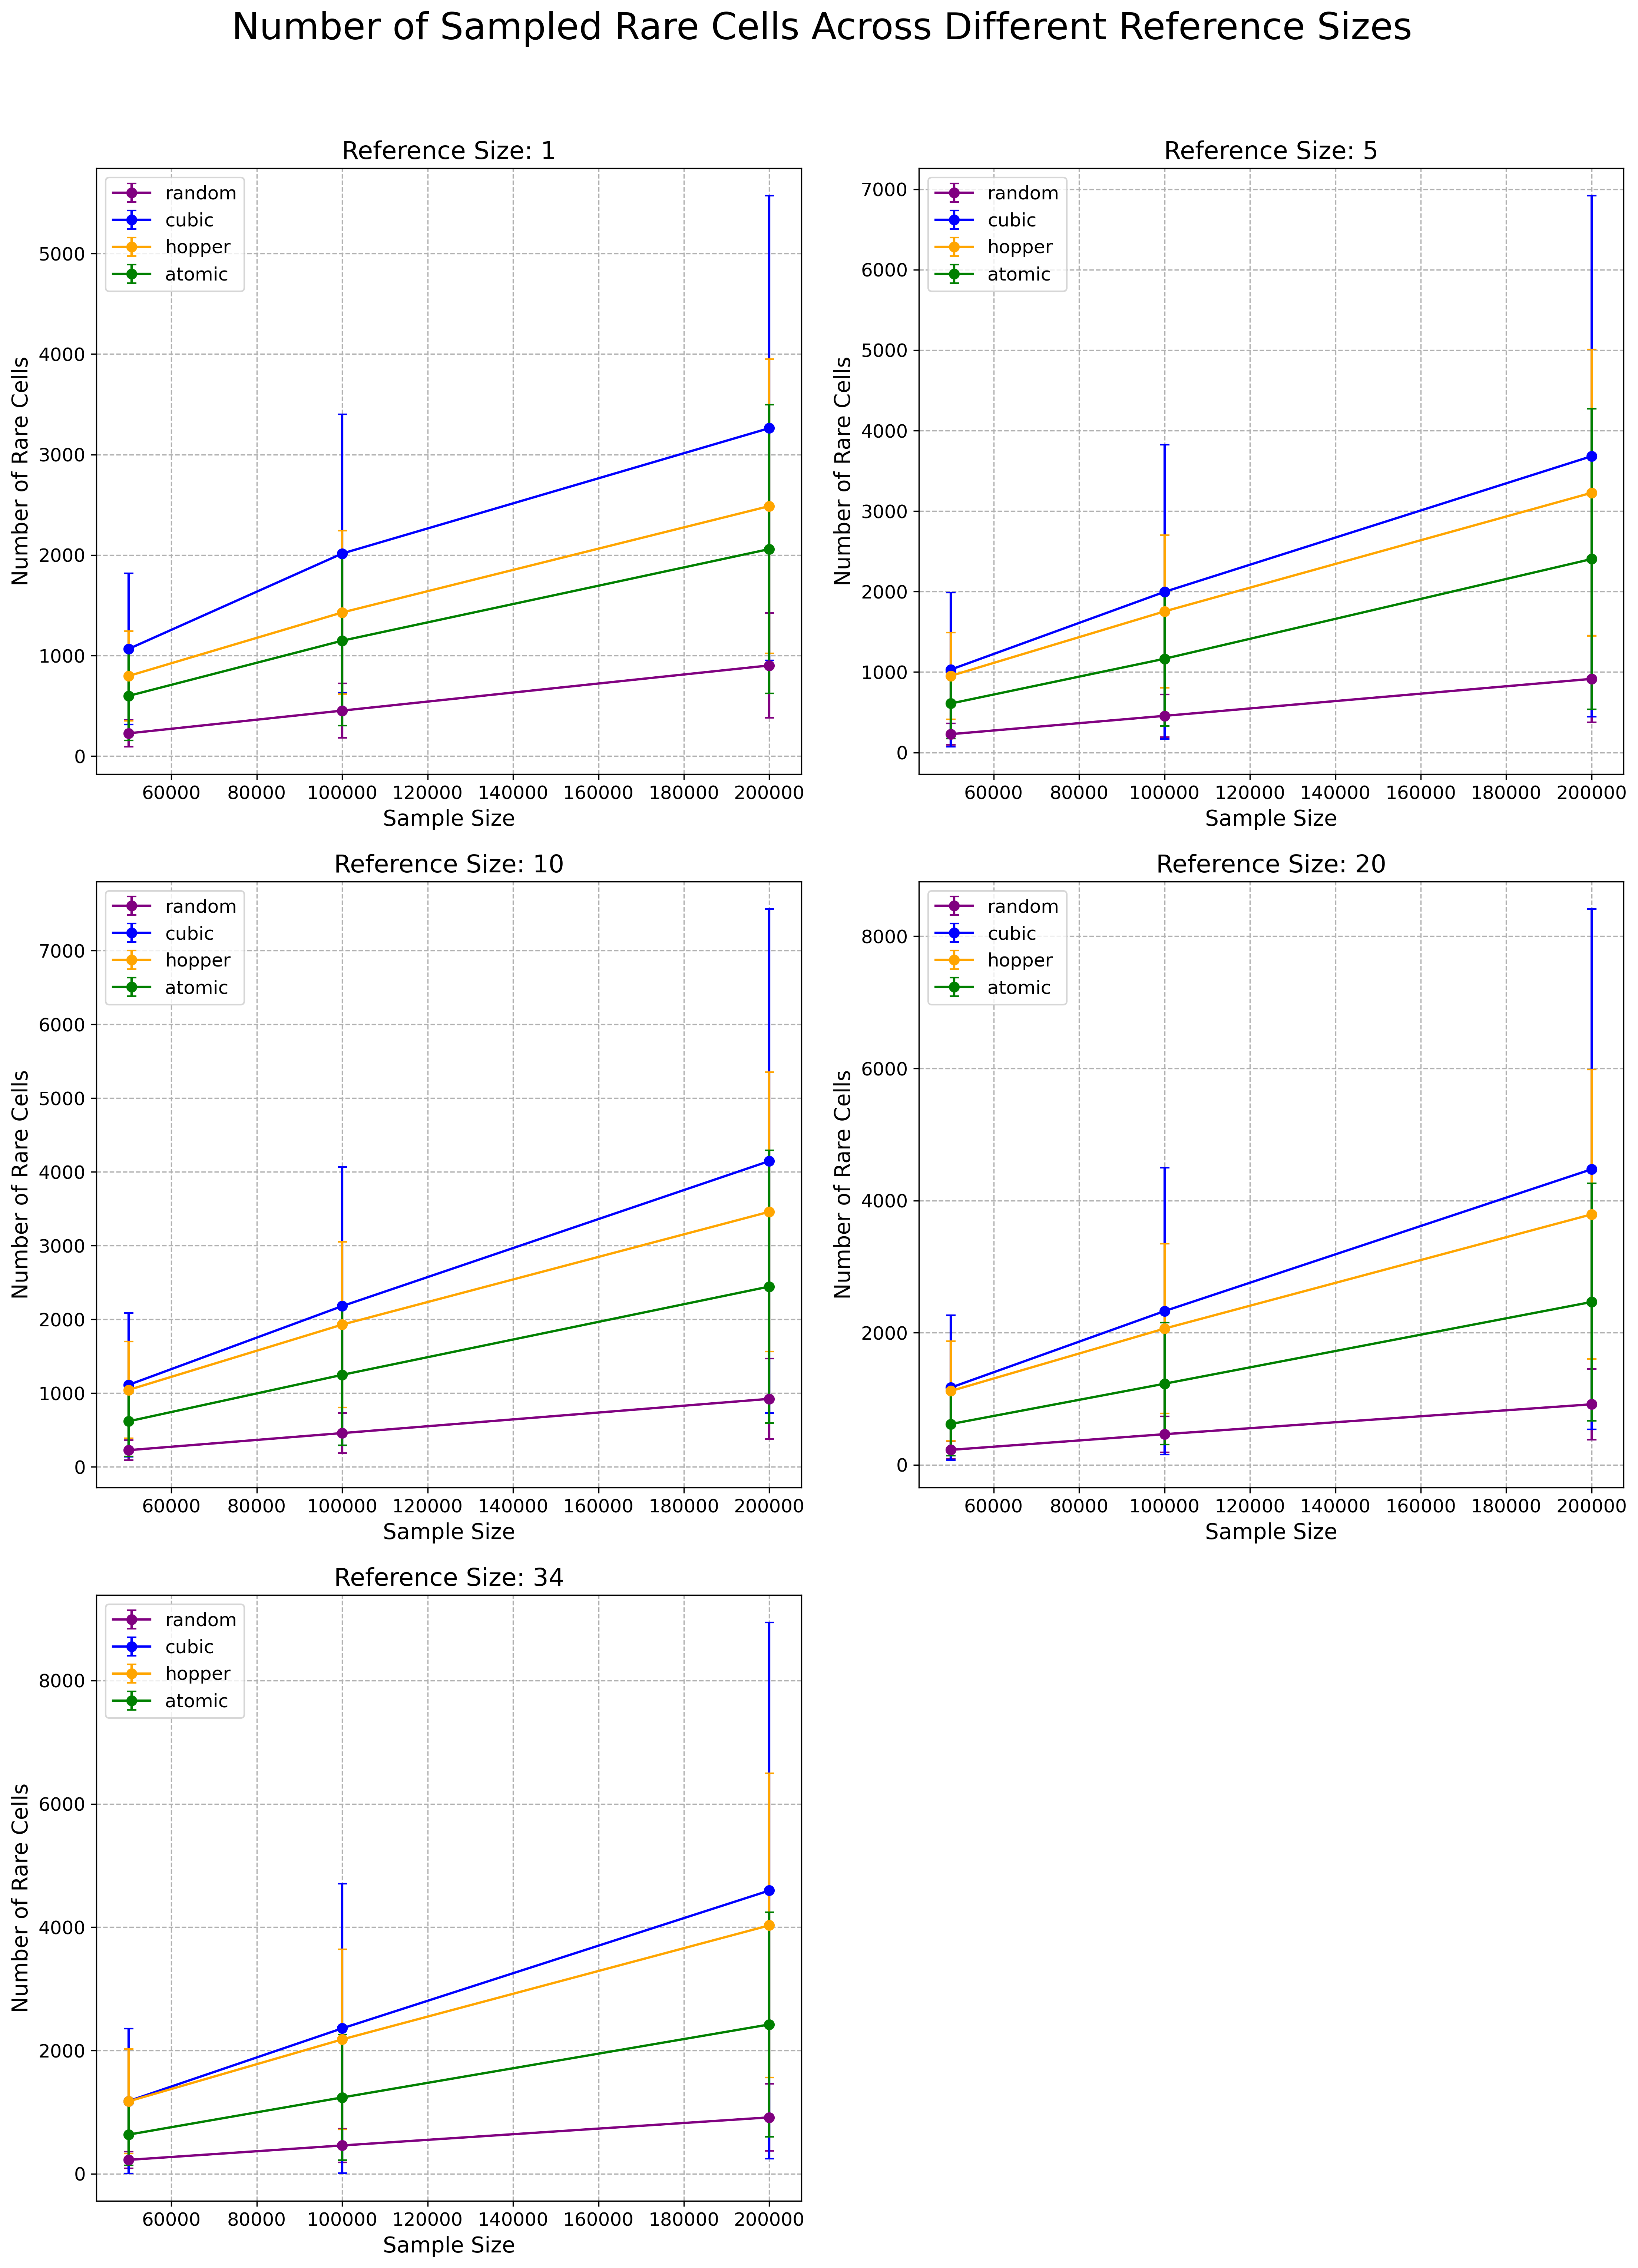 Number of Sampled Rare Cells Across Different Reference Sizes
Reference Size: 1
random
cubic
hopper
atomic
5000
4000
3000
2000
1000
0
Number of Rare Cells
60000 80000 100000 120000 140000 160000 180000 200000
Sample Size
Reference Size: 5
random
cubic
hopper
atomic
7000
6000
5000
4000
3000
2000
1000
0
Number of Rare Cells
60000 80000 100000 120000 140000 160000 180000 200000
Sample Size
Reference Size: 10
random
cubic
hopper
atomic
7000
6000
5000
4000
3000
2000
1000
0
Number of Rare Cells
60000 80000 100000 120000 140000 160000 180000 200000
Sample Size
Reference Size: 20
random
cubic
hopper
atomic
8000
6000
4000
2000
0
Number of Rare Cells
60000 80000 100000 120000 140000 160000 180000 200000
Sample Size
Reference Size: 34
random
cubic
hopper
atomic
8000
6000
4000
2000
0
Number of Rare Cells
60000 80000 100000 120000 140000 160000 180000 200000
Sample Size